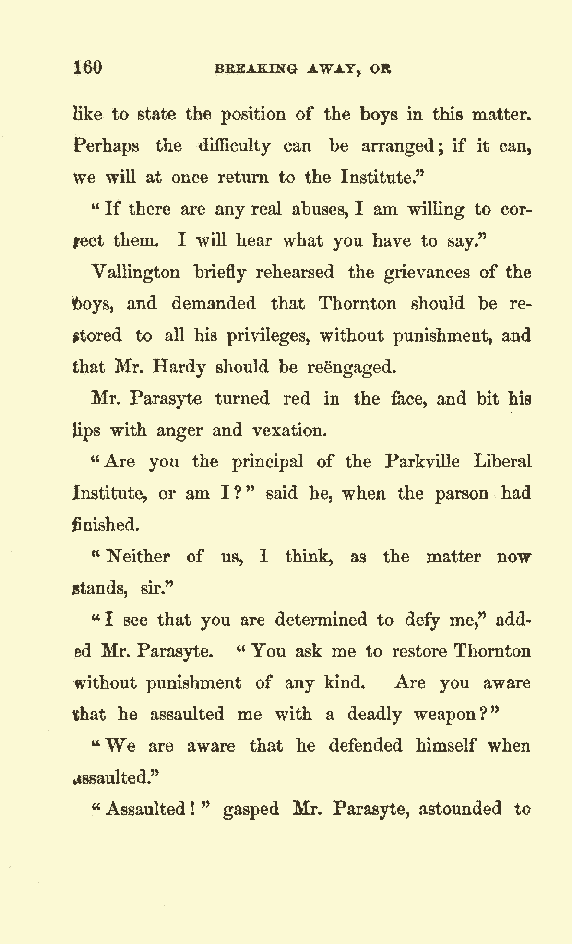 160 BREAKING AWAY, OR
like to state the position of the boys in this matter.
Perhaps the difficulty can be arranged; if it can,
we will at once return to the Institute."
"If there are any real abuses, I am willing to cor-
rect them. I will hear what you have to say."
Vallington briefly rehearsed the grievances of the
boys, and demanded that Thornton should be re-
stored to all his privileges, without punishment, and
that Mr. Hardy should be reëngaged.
Mr. Parasyte turned red in the face, and bit his
lips with anger and vexation.
"Are you the principal of the Parkville Liberal
Institute, or am I?" said he, when the parson had
finished.
"Neither of us, I think, as the matter now
stands, sir."
"I see that you are determined to defy me," add-
ed Mr. Parasyte. "You ask me to restore Thornton
without punishment of any kind. Are you aware
that he assaulted me with a deadly weapon?"
"We are aware that he defended himself when
assaulted."
"Assaulted!" gasped Mr. Parasyte, astounded to